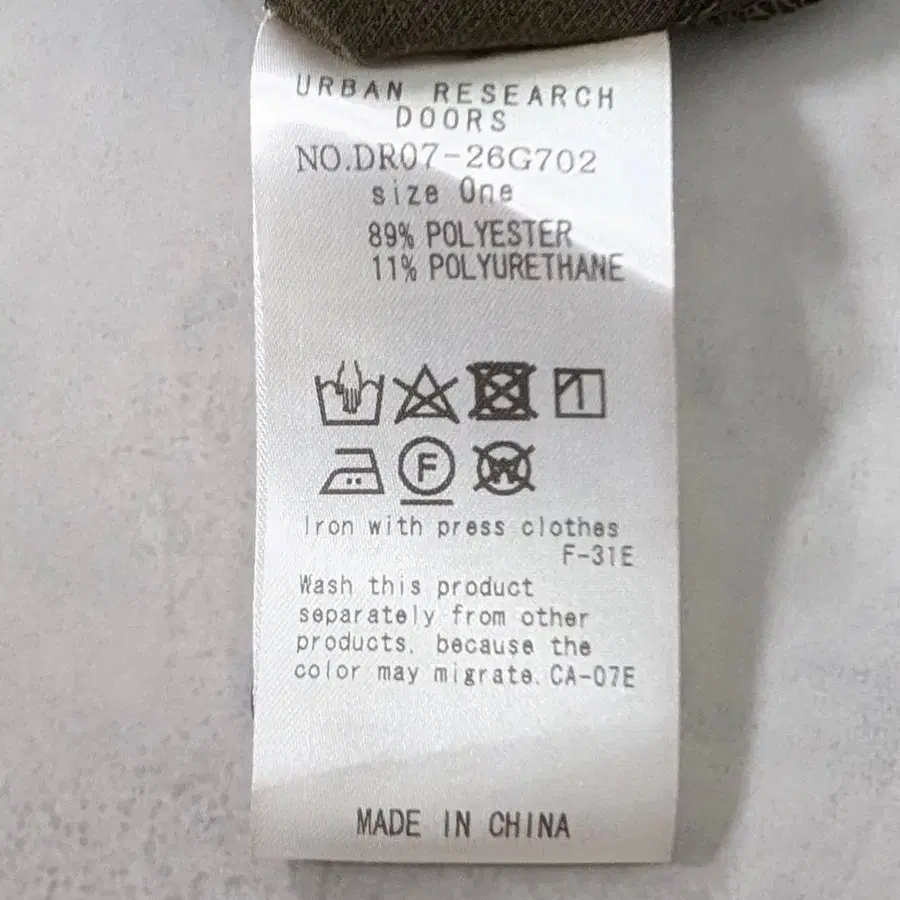 URBAN RESEARCH
DOORS
NO.DR07-26G702
size One
89% POLYESTER
11% POLYURETHANE
F W
Iron with press clothes
F-31E
Wash this product
separately from other
products, because the
color may migrate. CA-07E
MADE IN CHINA